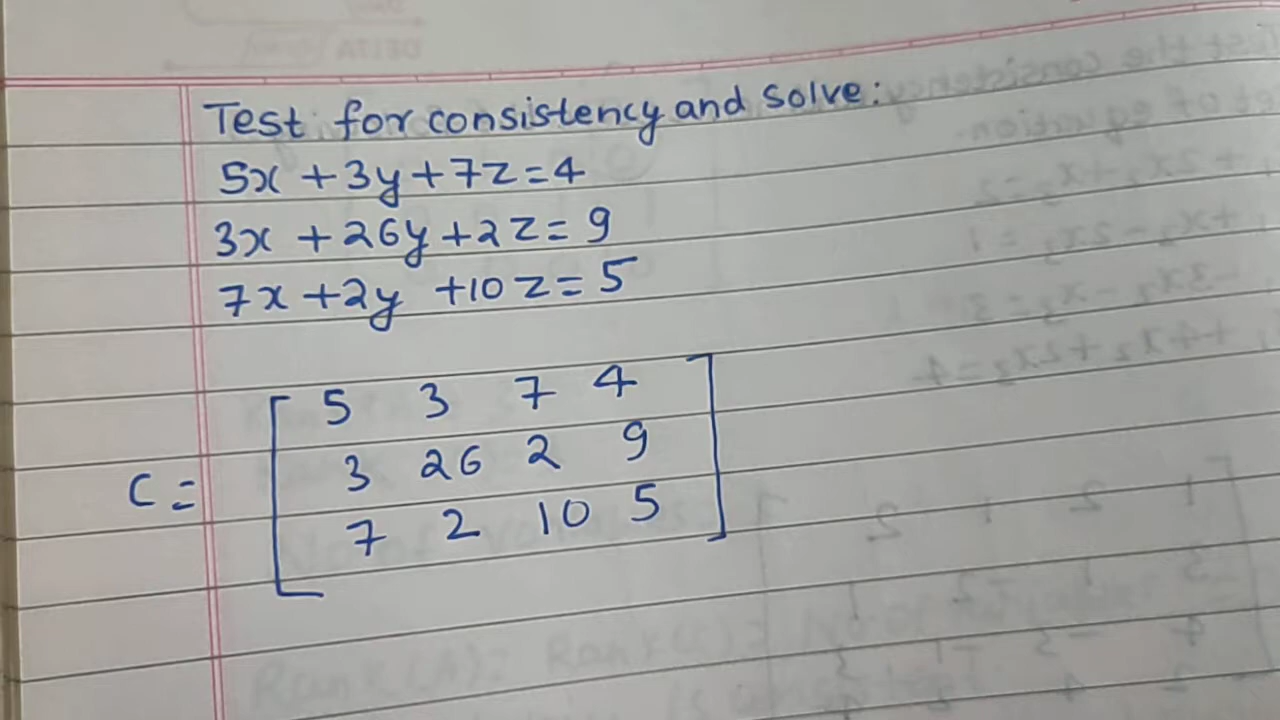 Test for consistency and solve:
5x + 3y + 7z = 4
3x + 26y + 2z = 9
7x + 2y + 10z = 5
C = [ 5 3 7 4
3 26 2 9
7 2 10 5 ]